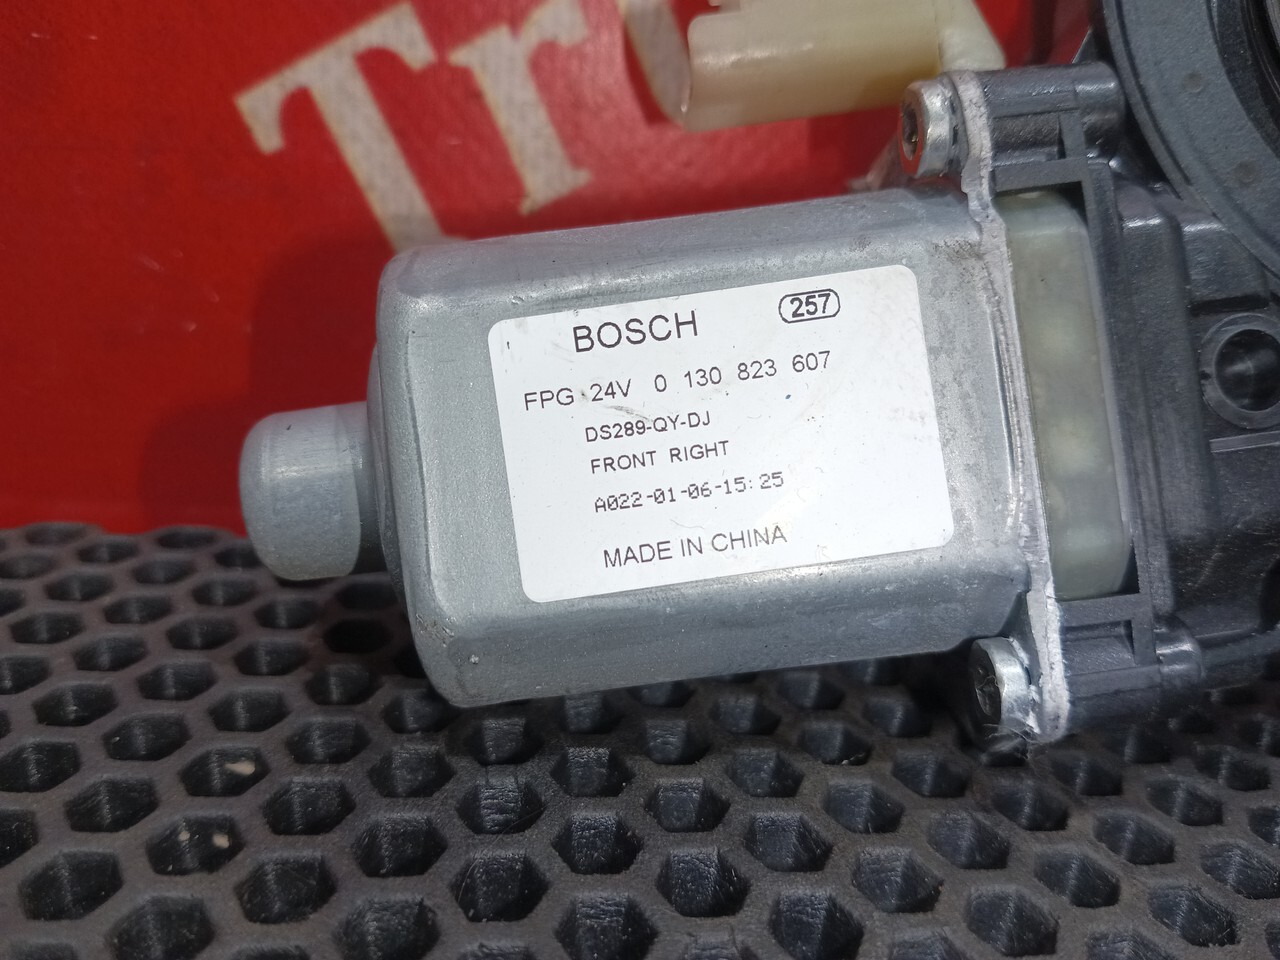 Tr
BOSCH 257
FPG 24V 0 130 823 607
DS289-QY-DJ
FRONT RIGHT
A022-01-06-15:25
MADE IN CHINA